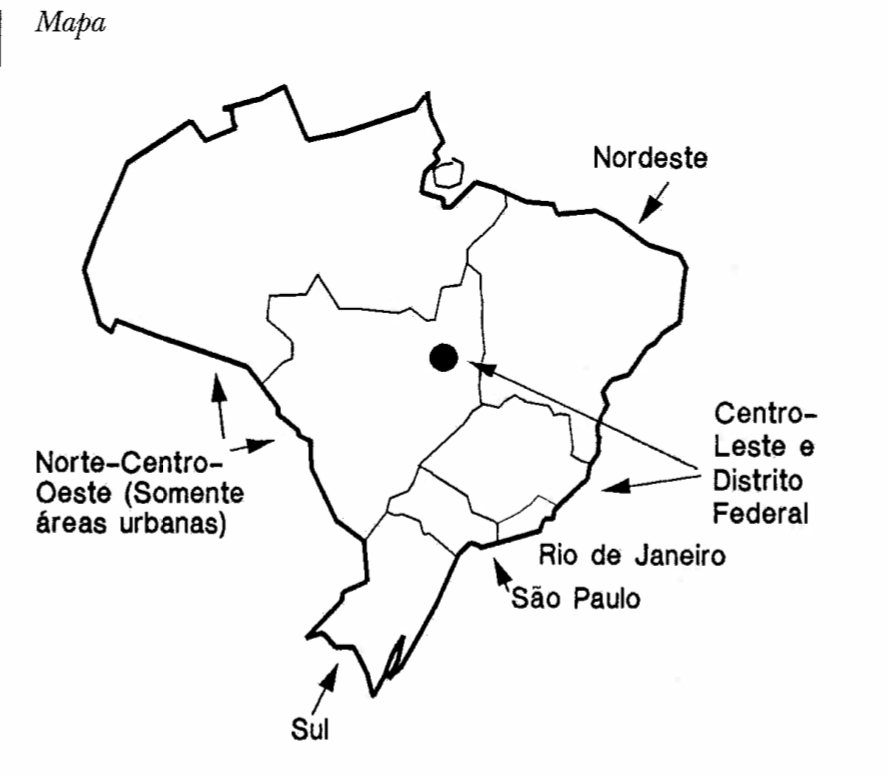 Mapa
Nordeste
Centro-
Leste e
Distrito
Federal
Norte-Centro-
Oeste (Somente
áreas urbanas)
Rio de Janeiro
São Paulo
Sul